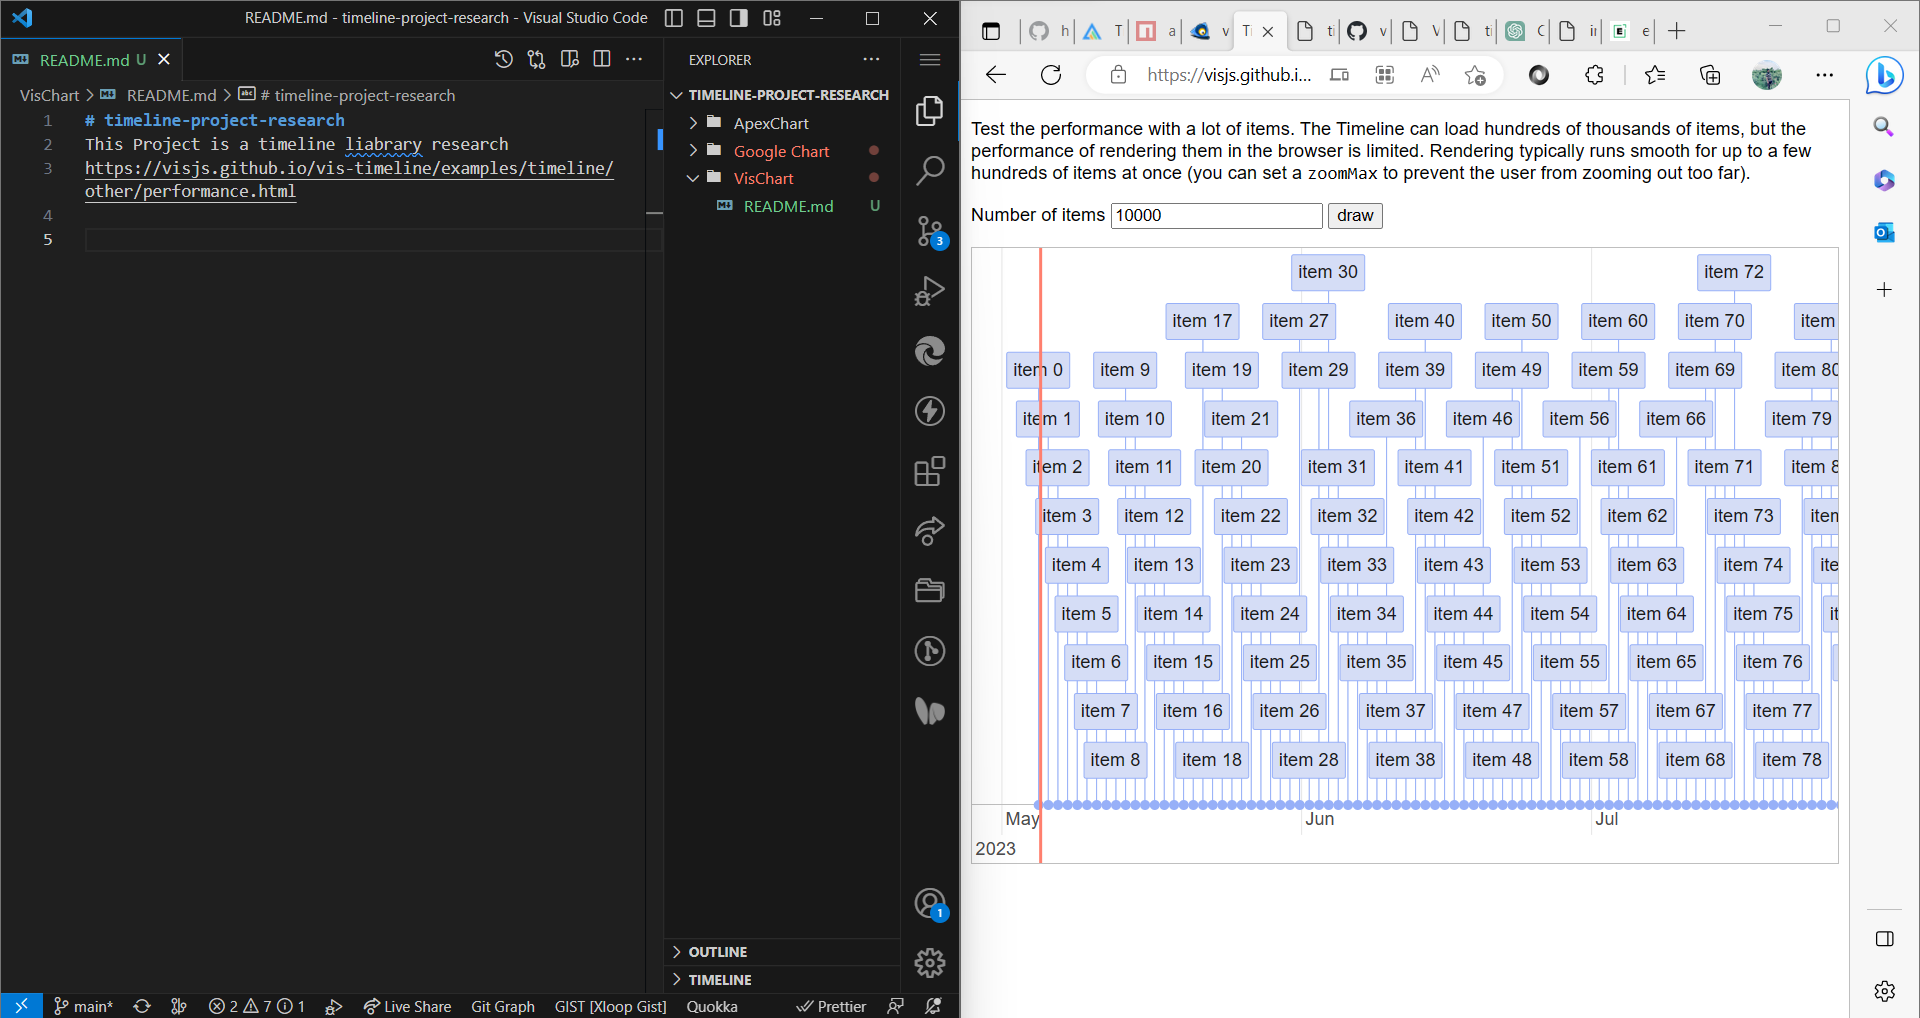 README.md - timeline-project-research - Visual Studio Code
README.md U
VisChart > README.md > # timeline-project-research
1 # timeline-project-research
2 This Project is a timeline liabrary research
3 https://visjs.github.io/vis-timeline/examples/timeline/
other/performance.html
4
5
EXPLORER
TIMELINE-PROJECT-RESEARCH
ApexChart
Google Chart
VisChart
README.md U
3
1
OUTLINE
TIMELINE
main*
2 7 1
Live Share
Git Graph
GIST [Xloop Gist]
Quokka
Prettier
https://visjs.github.i...
Test the performance with a lot of items. The Timeline can load hundreds of thousands of items, but the
performance of rendering them in the browser is limited. Rendering typically runs smooth for up to a few
hundreds of items at once (you can set a zoomMax to prevent the user from zooming out too far).
Number of items 10000 draw
item 30 item 72
item 17 item 27 item 40 item 50 item 60 item 70 item
item 0 item 9 item 19 item 29 item 39 item 49 item 59 item 69 item 80
item 1 item 10 item 21 item 36 item 46 item 56 item 66 item 79
item 2 item 11 item 20 item 31 item 41 item 51 item 61 item 71 item 8
item 3 item 12 item 22 item 32 item 42 item 52 item 62 item 73 item
item 4 item 13 item 23 item 33 item 43 item 53 item 63 item 74 ite
item 5 item 14 item 24 item 34 item 44 item 54 item 64 item 75 it
item 6 item 15 item 25 item 35 item 45 item 55 item 65 item 76
item 7 item 16 item 26 item 37 item 47 item 57 item 67 item 77
item 8 item 18 item 28 item 38 item 48 item 58 item 68 item 78
May Jun Jul
2023